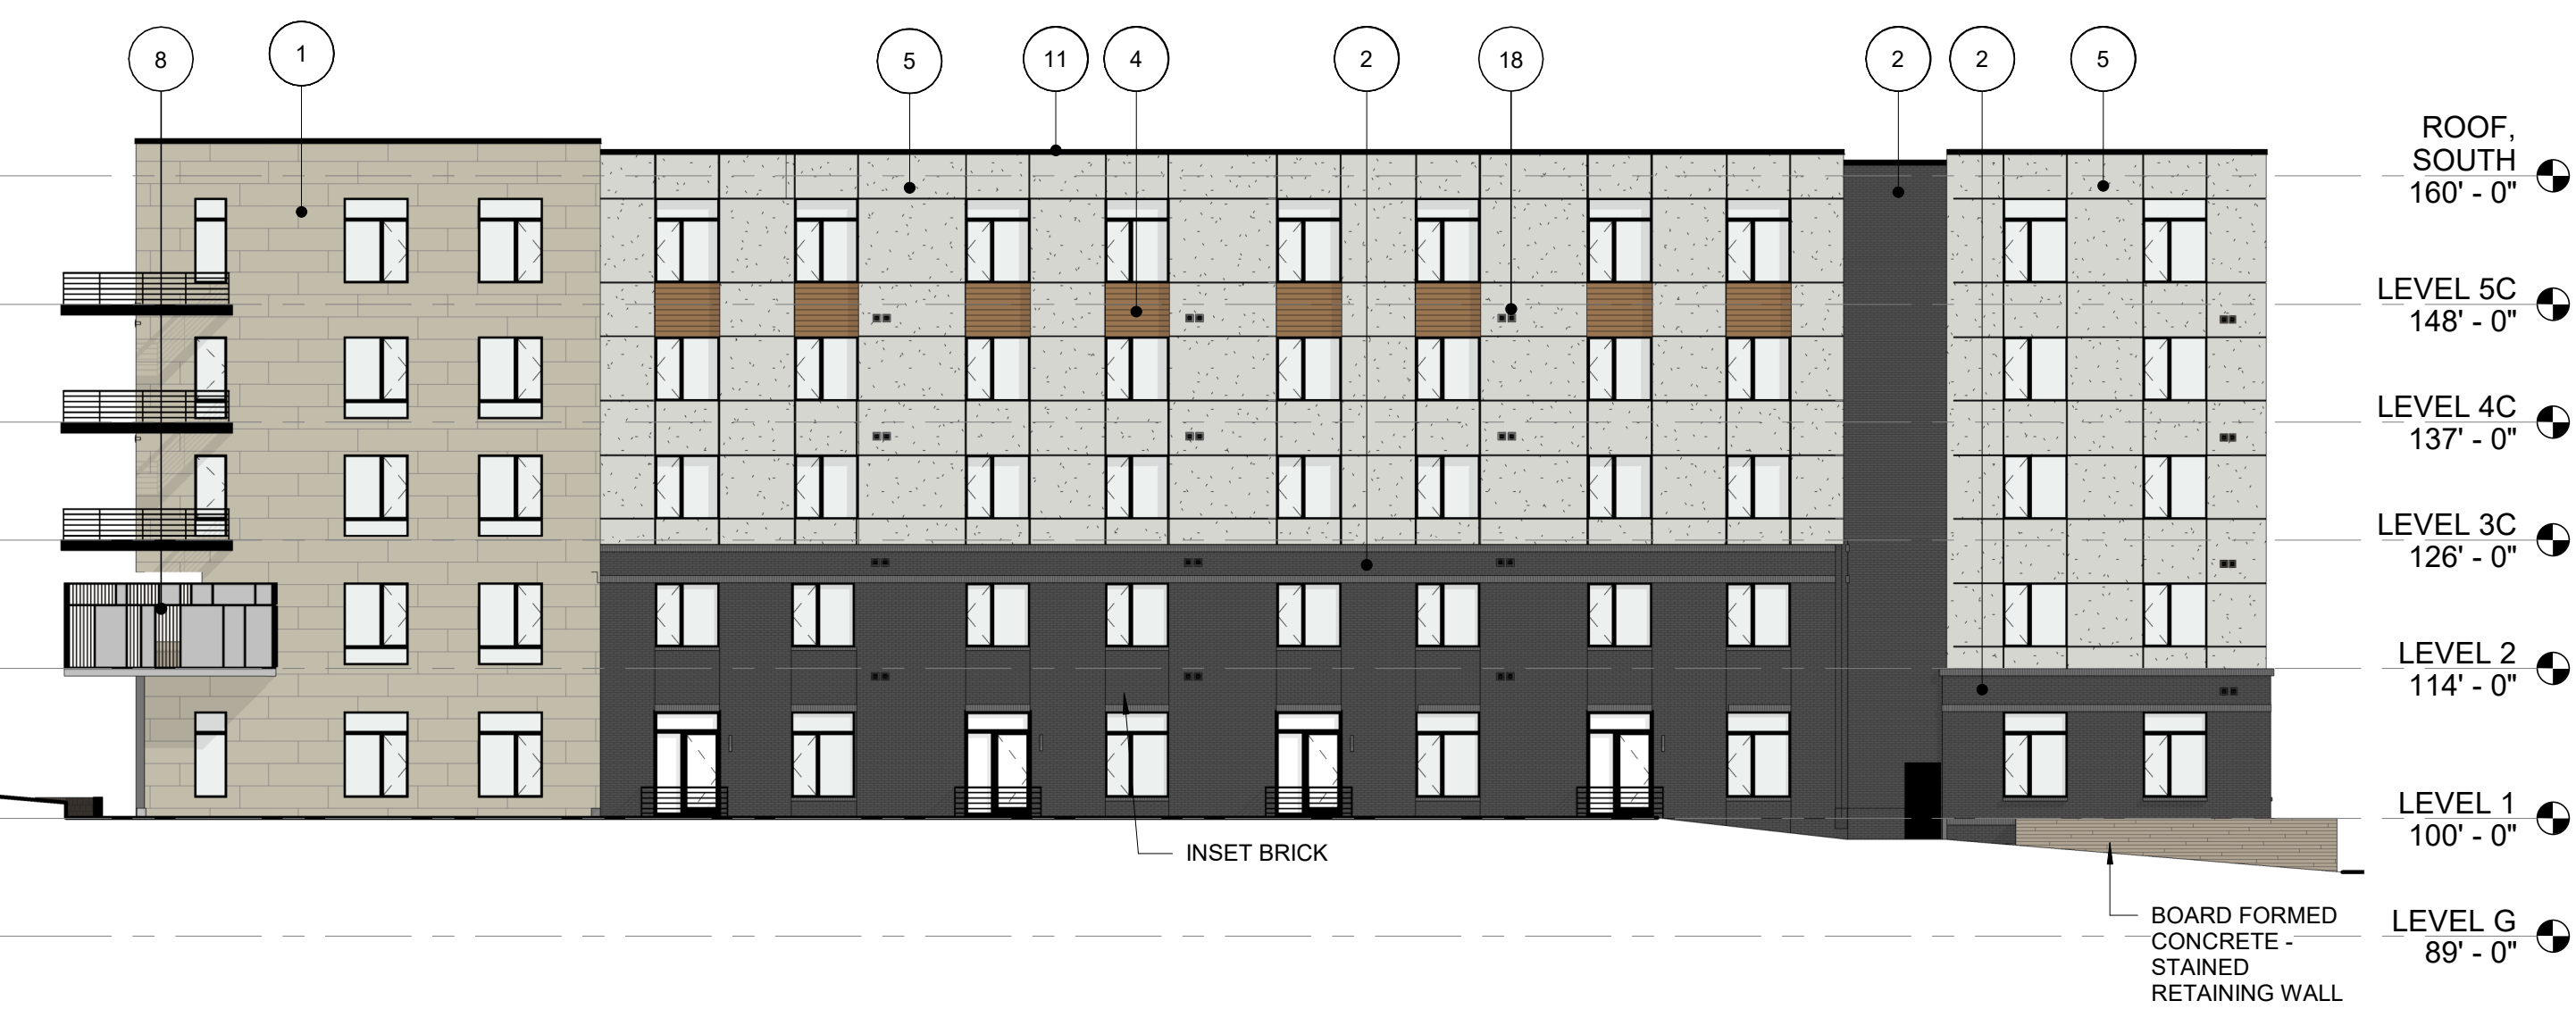 8
1
5
11
4
2
18
2
2
5
ROOF,
SOUTH
160' - 0"
LEVEL 5C
148' - 0"
LEVEL 4C
137' - 0"
LEVEL 3C
126' - 0"
LEVEL 2
114' - 0"
LEVEL 1
100' - 0"
INSET BRICK
BOARD FORMED
CONCRETE -
STAINED
RETAINING WALL
LEVEL G
89' - 0"